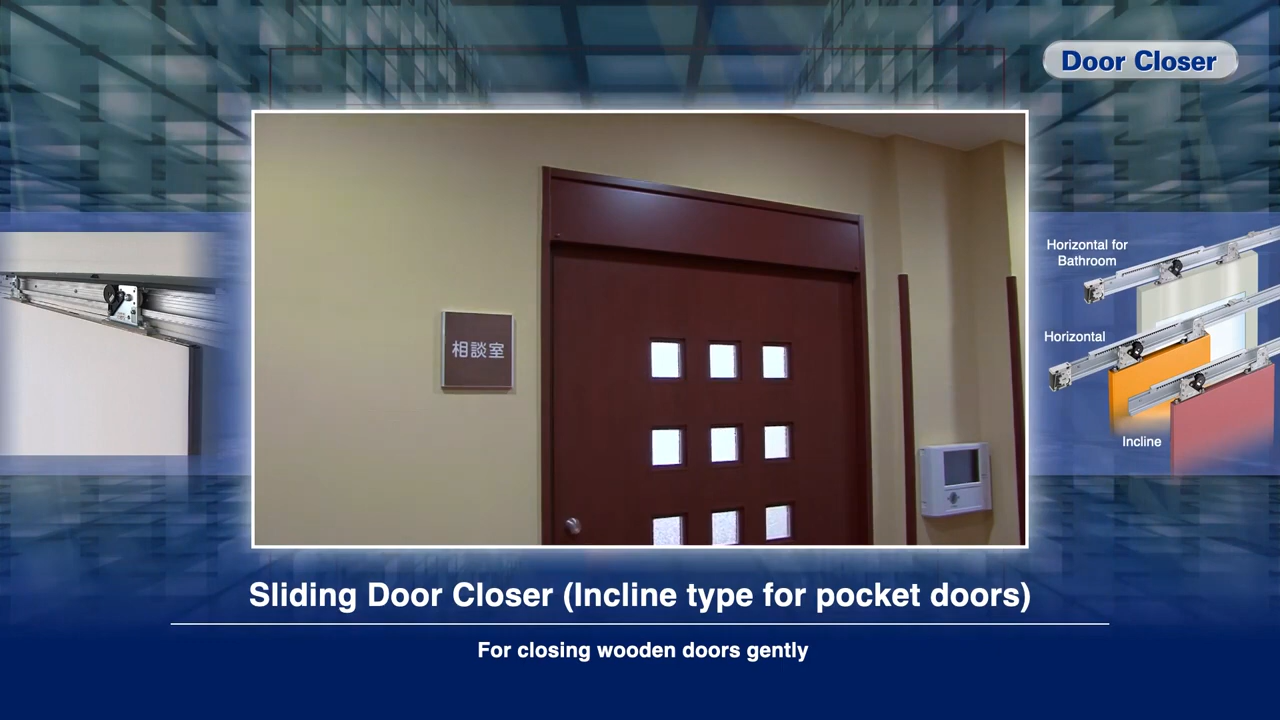 Door Closer
相談室
Horizontal for
Bathroom
Horizontal
Incline
Sliding Door Closer (Incline type for pocket doors)
For closing wooden doors gently